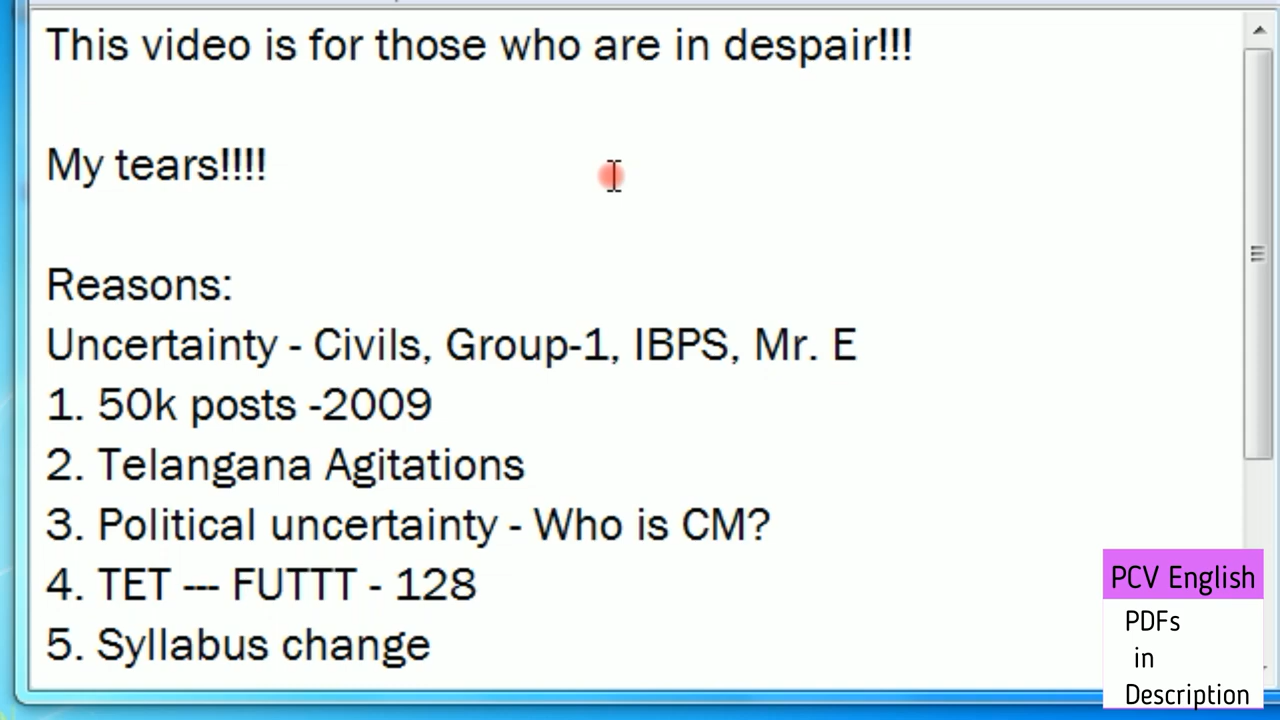 This video is for those who are in despair!!!
My tears!!!!
Reasons:
Uncertainty - Civils, Group-1, IBPS, Mr. E
1. 50k posts -2009
2. Telangana Agitations
3. Political uncertainty - Who is CM?
4. TET --- FUTTT - 128
5. Syllabus change
PCV English
PDFs
in
Description